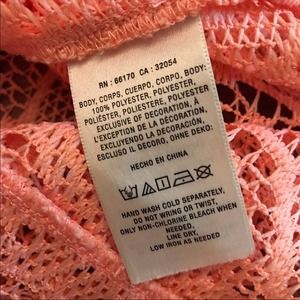 RN : 66170 CA : 32054
BODY, CORPS, CUERPO, CORPO, BODY:
100% POLYESTER, POLYESTER,
POLIÉSTER, POLIESTERE, POLYESTER,
EXCLUSIVE OF DECORATION, À
L'EXCEPTION DE LA DÉCORATION,
EXCLUYENDO LA DECORACIÓN,
ESCLUSO IL DECORO, OHNE DEKO:
HECHO EN CHINA
HAND WASH COLD SEPARATELY,
DO NOT WRING OR TWIST,
ONLY NON-CHLORINE BLEACH WHEN
NEEDED,
LINE DRY,
LOW IRON AS NEEDED